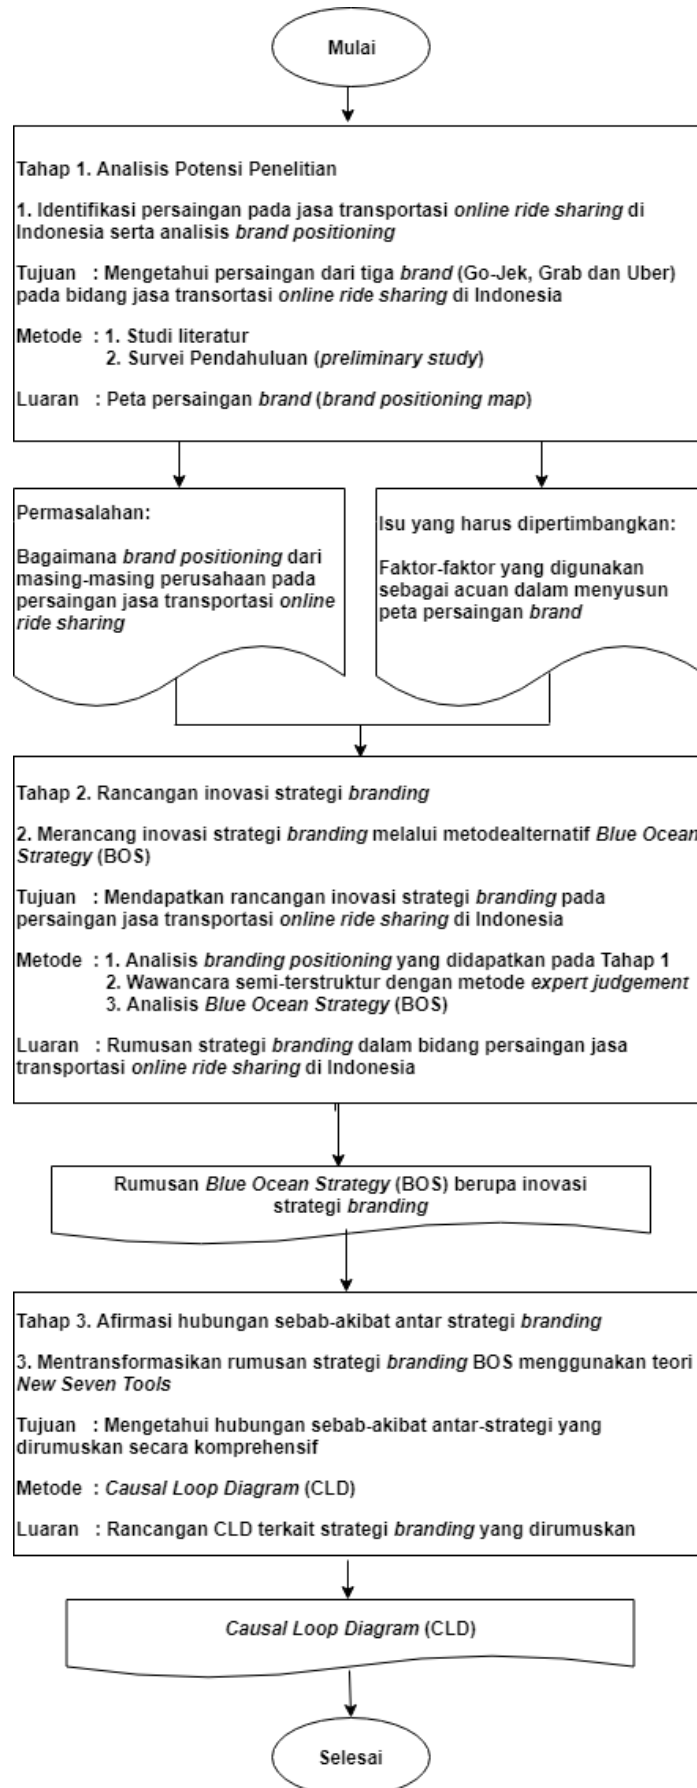 Mulai
Tahap 1. Analisis Potensi Penelitian
1. Identifikasi persaingan pada jasa transportasi online ride sharing di
Indonesia serta analisis brand positioning
Tujuan : Mengetahui persaingan dari tiga brand (Go-Jek, Grab dan Uber)
pada bidang jasa transortasi online ride sharing di Indonesia
Metode : 1. Studi literatur
2. Survei Pendahuluan (preliminary study)
Luaran : Peta persaingan brand (brand positioning map)
Permasalahan:
Bagaimana brand positioning dari
masing-masing perusahaan pada
persaingan jasa transportasi online
ride sharing
Isu yang harus dipertimbangkan:
Faktor-faktor yang digunakan
sebagai acuan dalam menyusun
peta persaingan brand
Tahap 2. Rancangan inovasi strategi branding
2. Merancang inovasi strategi branding melalui metodealternatif Blue Ocean
Strategy (BOS)
Tujuan : Mendapatkan rancangan inovasi strategi branding pada
persaingan jasa transportasi online ride sharing di Indonesia
Metode : 1. Analisis branding positioning yang didapatkan pada Tahap 1
2. Wawancara semi-terstruktur dengan metode expert judgement
3. Analisis Blue Ocean Strategy (BOS)
Luaran : Rumusan strategi branding dalam bidang persaingan jasa
transportasi online ride sharing di Indonesia
Rumusan Blue Ocean Strategy (BOS) berupa inovasi
strategi branding
Tahap 3. Afirmasi hubungan sebab-akibat antar strategi branding
3. Mentransformasikan rumusan strategi branding BOS menggunakan teori
New Seven Tools
Tujuan : Mengetahui hubungan sebab-akibat antar-strategi yang
dirumuskan secara komprehensif
Metode : Causal Loop Diagram (CLD)
Luaran : Rancangan CLD terkait strategi branding yang dirumuskan
Causal Loop Diagram (CLD)
Selesai